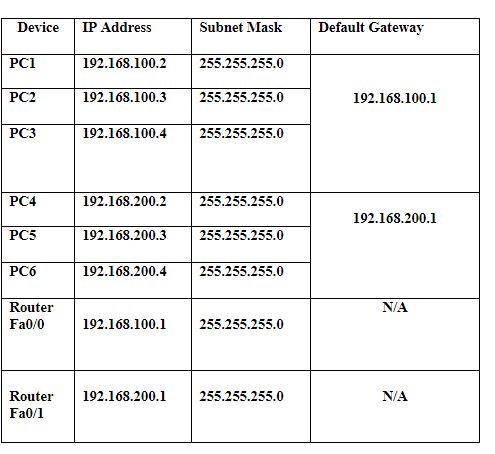 Device IP Address Subnet Mask Default Gateway
PC1 192.168.100.2 255.255.255.0
PC2 192.168.100.3 255.255.255.0 192.168.100.1
PC3 192.168.100.4 255.255.255.0
PC4 192.168.200.2 255.255.255.0
192.168.200.1
PC5 192.168.200.3 255.255.255.0
PC6 192.168.200.4 255.255.255.0
Router N/A
Fa0/0 192.168.100.1 255.255.255.0
Router 192.168.200.1 255.255.255.0 N/A
Fa0/1